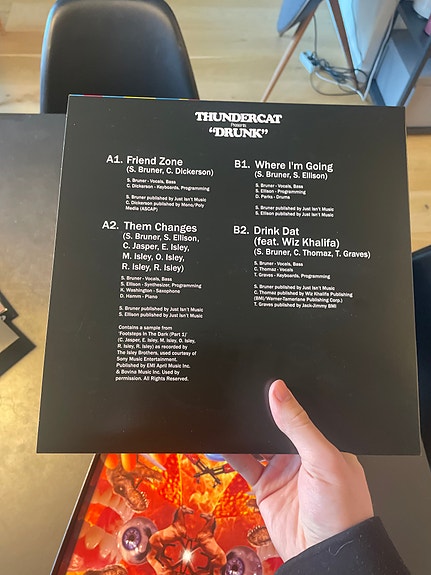 THUNDERCAT
Presents
"DRUNK"
A1. Friend Zone
(S. Bruner, C. Dickerson)
S. Bruner - Vocals, Bass
C. Dickerson - Keyboards, Programming
S. Bruner published by Just Isn't Music
C. Dickerson published by Mono/Poly
Media (ASCAP)
A2. Them Changes
(S. Bruner, S. Ellison,
C. Jasper, E. Isley,
M. Isley, O. Isley,
R. Isley, R. Isley)
S. Bruner - Vocals, Bass
S. Ellison - Synthesizer, Programming
K. Washington - Saxophone
D. Hamm - Piano
S. Bruner published by Just Isn't Music
S. Ellison published by Just Isn't Music
Contains a sample from
'Footsteps In The Dark (Part 1)'
(C. Jasper, E. Isley, M. Isley, O. Isley,
R. Isley, R. Isley) as recorded by
The Isley Brothers, used courtesy of
Sony Music Entertainment.
Published by EMI April Music Inc.
& Bovina Music Inc. Used by
permission. All Rights Reserved.
B1. Where I'm Going
(S. Bruner, S. Ellison)
S. Bruner - Vocals, Bass
S. Ellison - Vocals
D. Perks - Drums
S. Bruner published by Just Isn't Music
S. Ellison published by Just Isn't Music
B2. Drink Dat
(feat. Wiz Khalifa)
(S. Bruner, C. Thomaz, T. Graves)
S. Bruner - Vocals, Bass
C. Thomaz - Vocals
T. Graves - Keyboards, Programming
S. Bruner published by Just Isn't Music
C. Thomaz published by Wiz Khalifa Publishing
(BMI)/Warner-Tamerlane Publishing Corp.)
T. Graves published by Jack-Jimmy BMI